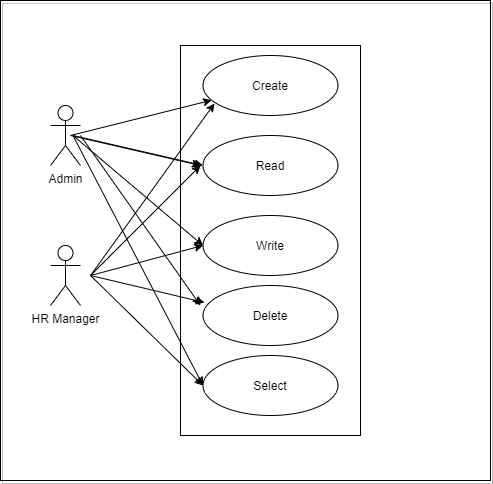 Create
Admin
Read
Write
HR Manager
Delete
Select